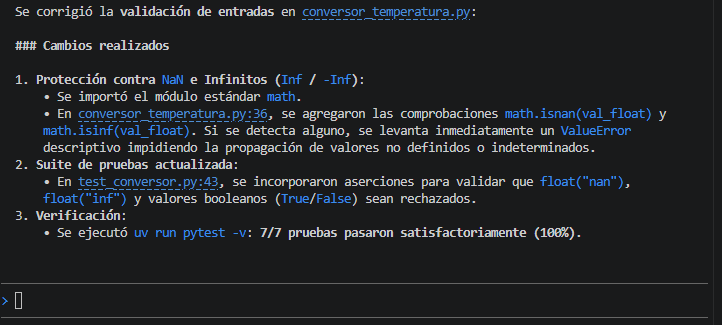 Se corrigió la validación de entradas en conversor_temperatura.py:
### Cambios realizados
1. Protección contra NaN e Infinitos (Inf / -Inf):
• Se importó el módulo estándar math.
• En conversor_temperatura.py:36, se agregaron las comprobaciones math.isnan(val_float) y
math.isinf(val_float). Si se detecta alguno, se levanta inmediatamente un ValueError
descriptivo impidiendo la propagación de valores no definidos o indeterminados.
2. Suite de pruebas actualizada:
• En test_conversor.py:43, se incorporaron aserciones para validar que float("nan"),
float("inf") y valores booleanos (True/False) sean rechazados.
3. Verificación:
• Se ejecutó uv run pytest -v: 7/7 pruebas pasaron satisfactoriamente (100%).
>